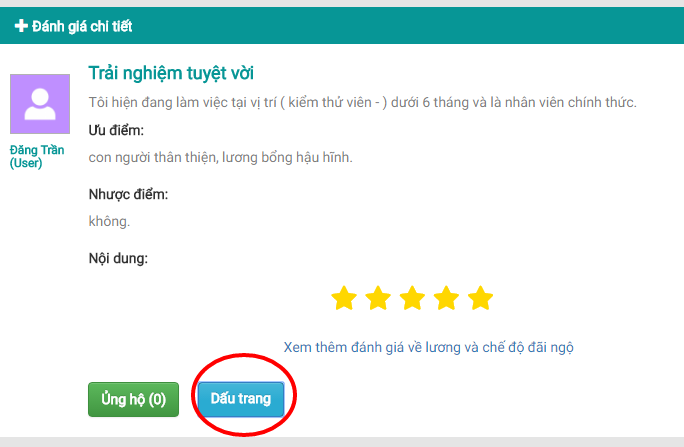 Đánh giá chi tiết
Trải nghiệm tuyệt vời
Tôi hiện đang làm việc tại vị trí ( kiểm thử viên - ) dưới 6 tháng và là nhân viên chính thức.
Ưu điểm:
Đăng Trần
(User)
con người thân thiện, lương bổng hậu hĩnh.
Nhược điểm:
không.
Nội dung:
Xem thêm đánh giá về lương và chế độ đãi ngộ
Ủng hộ (0)
Dấu trang